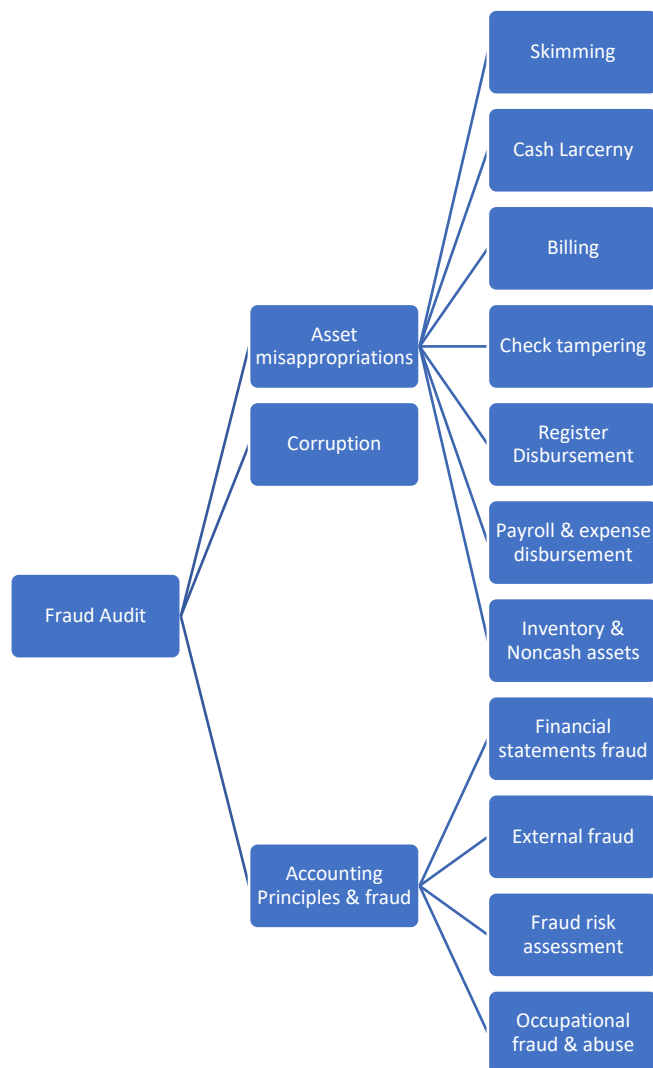 Skimming
Cash Larcerny
Billing
Asset
misappropriations
Check tampering
Corruption
Register
Disbursement
Payroll & expense
disbursement
Fraud Audit
Inventory &
Noncash assets
Financial
statements fraud
External fraud
Accounting
Principles & fraud
Fraud risk
assessment
Occupational
fraud & abuse